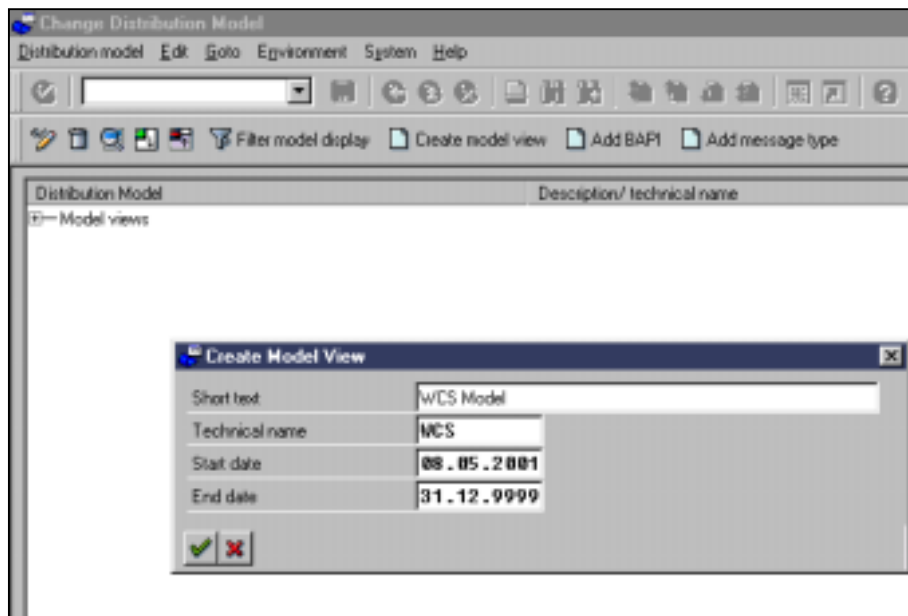 Change Distribution Model
Distribution model Edit Goto Environment System Help
Filter model display Create model view Add BAPI Add message type
Distribution Model Description/ technical name
Model views
Create Model View
Short text WCS Model
Technical name WCS
Start date 08.05.2001
End date 31.12.9999